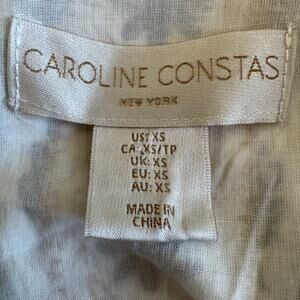 CAROLINE CONSTAS
NEW YORK
US: XS
CA: XS/TP
UK: XS
EU: XS
AU: XS
MADE IN
CHINA